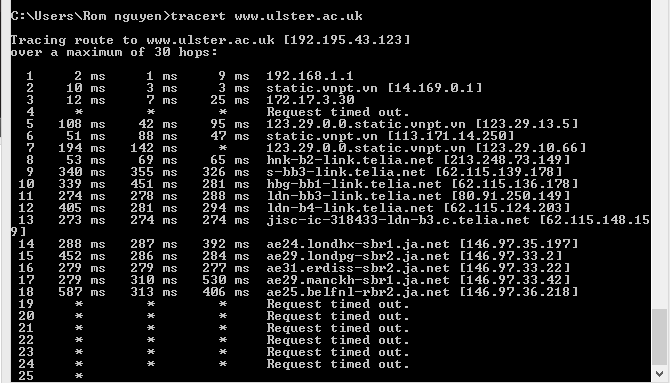 C:\Users\Rom nguyen>tracert www.ulster.ac.uk
Tracing route to www.ulster.ac.uk [192.195.43.123]
over a maximum of 30 hops:
1 2 ms 1 ms 9 ms 192.168.1.1
2 10 ms 3 ms 3 ms static.vnpt.vn [14.169.0.1]
3 12 ms 7 ms 25 ms 172.17.3.30
4 * * * Request timed out.
5 108 ms 42 ms 95 ms 123.29.0.0.static.vnpt.vn [123.29.13.5]
6 51 ms 88 ms 47 ms static.vnpt.vn [113.171.14.250]
7 194 ms 142 ms * 123.29.0.0.static.vnpt.vn [123.29.10.66]
8 53 ms 69 ms 65 ms hnk-b2-link.telia.net [213.248.73.149]
9 340 ms 355 ms 326 ms s-bb3-link.telia.net [62.115.139.178]
10 339 ms 451 ms 281 ms hbg-bb1-link.telia.net [62.115.136.178]
11 274 ms 278 ms 288 ms ldn-bb3-link.telia.net [80.91.250.149]
12 405 ms 281 ms 294 ms ldn-b4-link.telia.net [62.115.124.203]
13 273 ms 274 ms 274 ms jisc-ic-318433-ldn-b3.c.telia.net [62.115.148.15
9]
14 288 ms 287 ms 392 ms ae24.londhx-sbr1.ja.net [146.97.35.197]
15 452 ms 286 ms 284 ms ae29.londpg-sbr2.ja.net [146.97.33.2]
16 279 ms 279 ms 277 ms ae31.erdiss-sbr2.ja.net [146.97.33.22]
17 279 ms 310 ms 530 ms ae29.manckh-sbr1.ja.net [146.97.33.42]
18 587 ms 313 ms 406 ms ae25.belfnl-rbr2.ja.net [146.97.36.218]
19 * * * Request timed out.
20 * * * Request timed out.
21 * * * Request timed out.
22 * * * Request timed out.
23 * * * Request timed out.
24 * * * Request timed out.
25 *